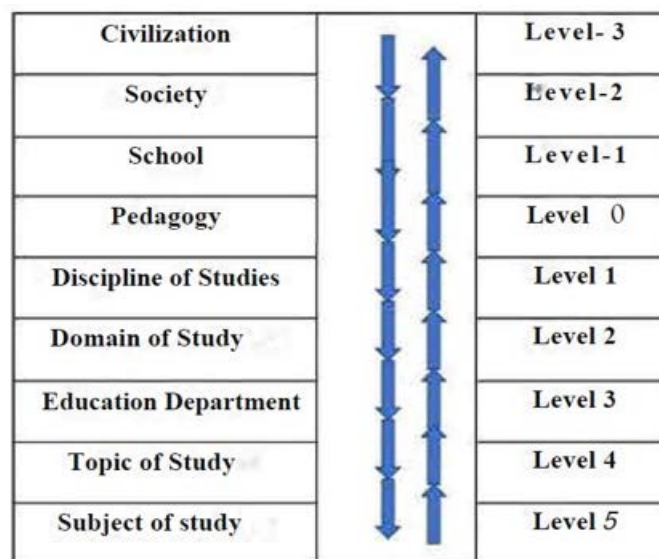 Civilization Level- 3
Society Level-2
School Level-1
Pedagogy Level 0
Discipline of Studies Level 1
Domain of Study Level 2
Education Department Level 3
Topic of Study Level 4
Subject of study Level 5